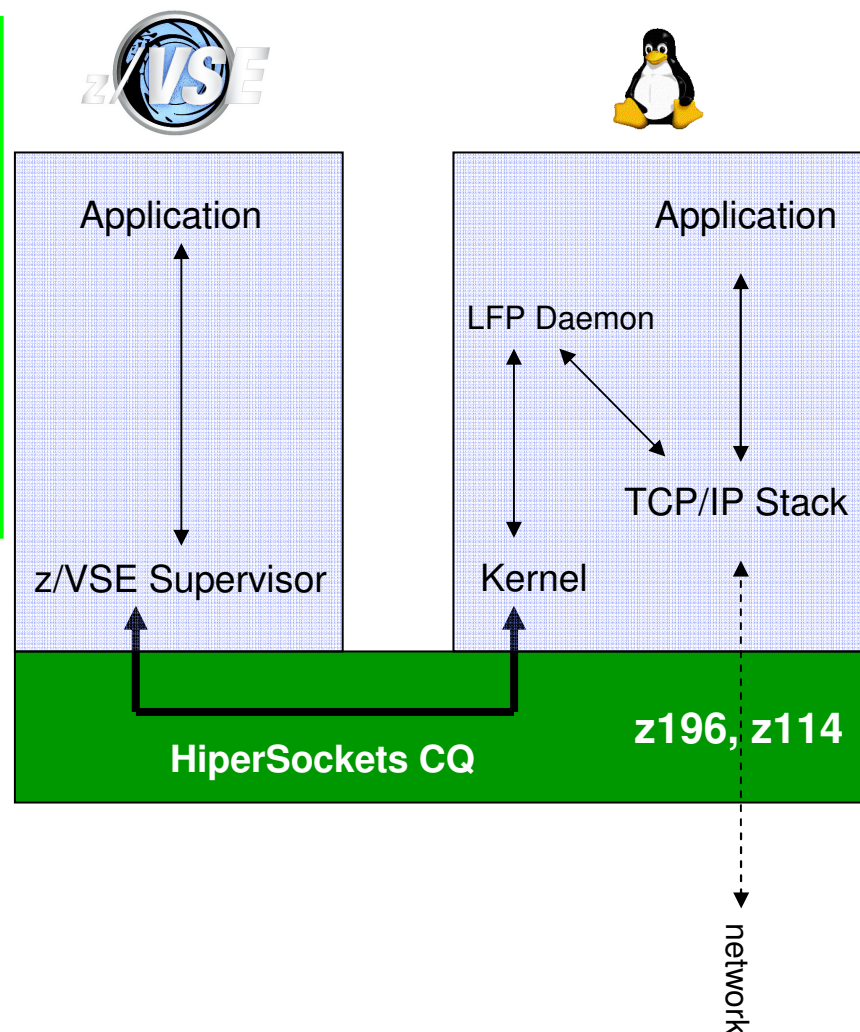 z/VSE
Application
Application
LFP Daemon
TCP/IP Stack
z/VSE Supervisor
Kernel
z196, z114
HiperSockets CQ
network